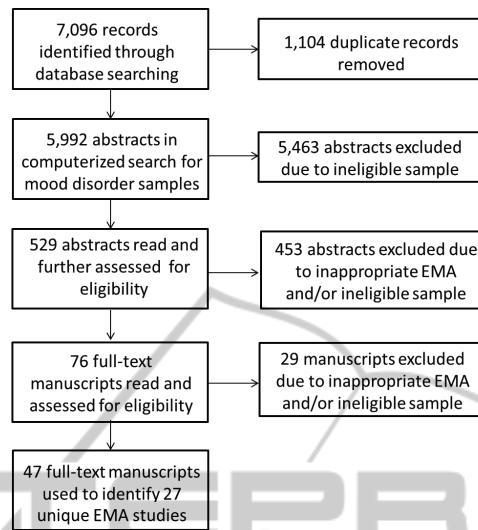 7,096 records
identified through
database searching
1,104 duplicate records
removed
5,992 abstracts in
computerized search for
mood disorder samples
5,463 abstracts excluded
due to ineligible sample
529 abstracts read and
further assessed for
eligibility
453 abstracts excluded due
to inappropriate EMA
and/or ineligible sample
76 full-text
manuscripts read and
assessed for eligibility
29 manuscripts excluded
due to inappropriate EMA
and/or ineligible sample
47 full-text manuscripts
used to identify 27
unique EMA studies